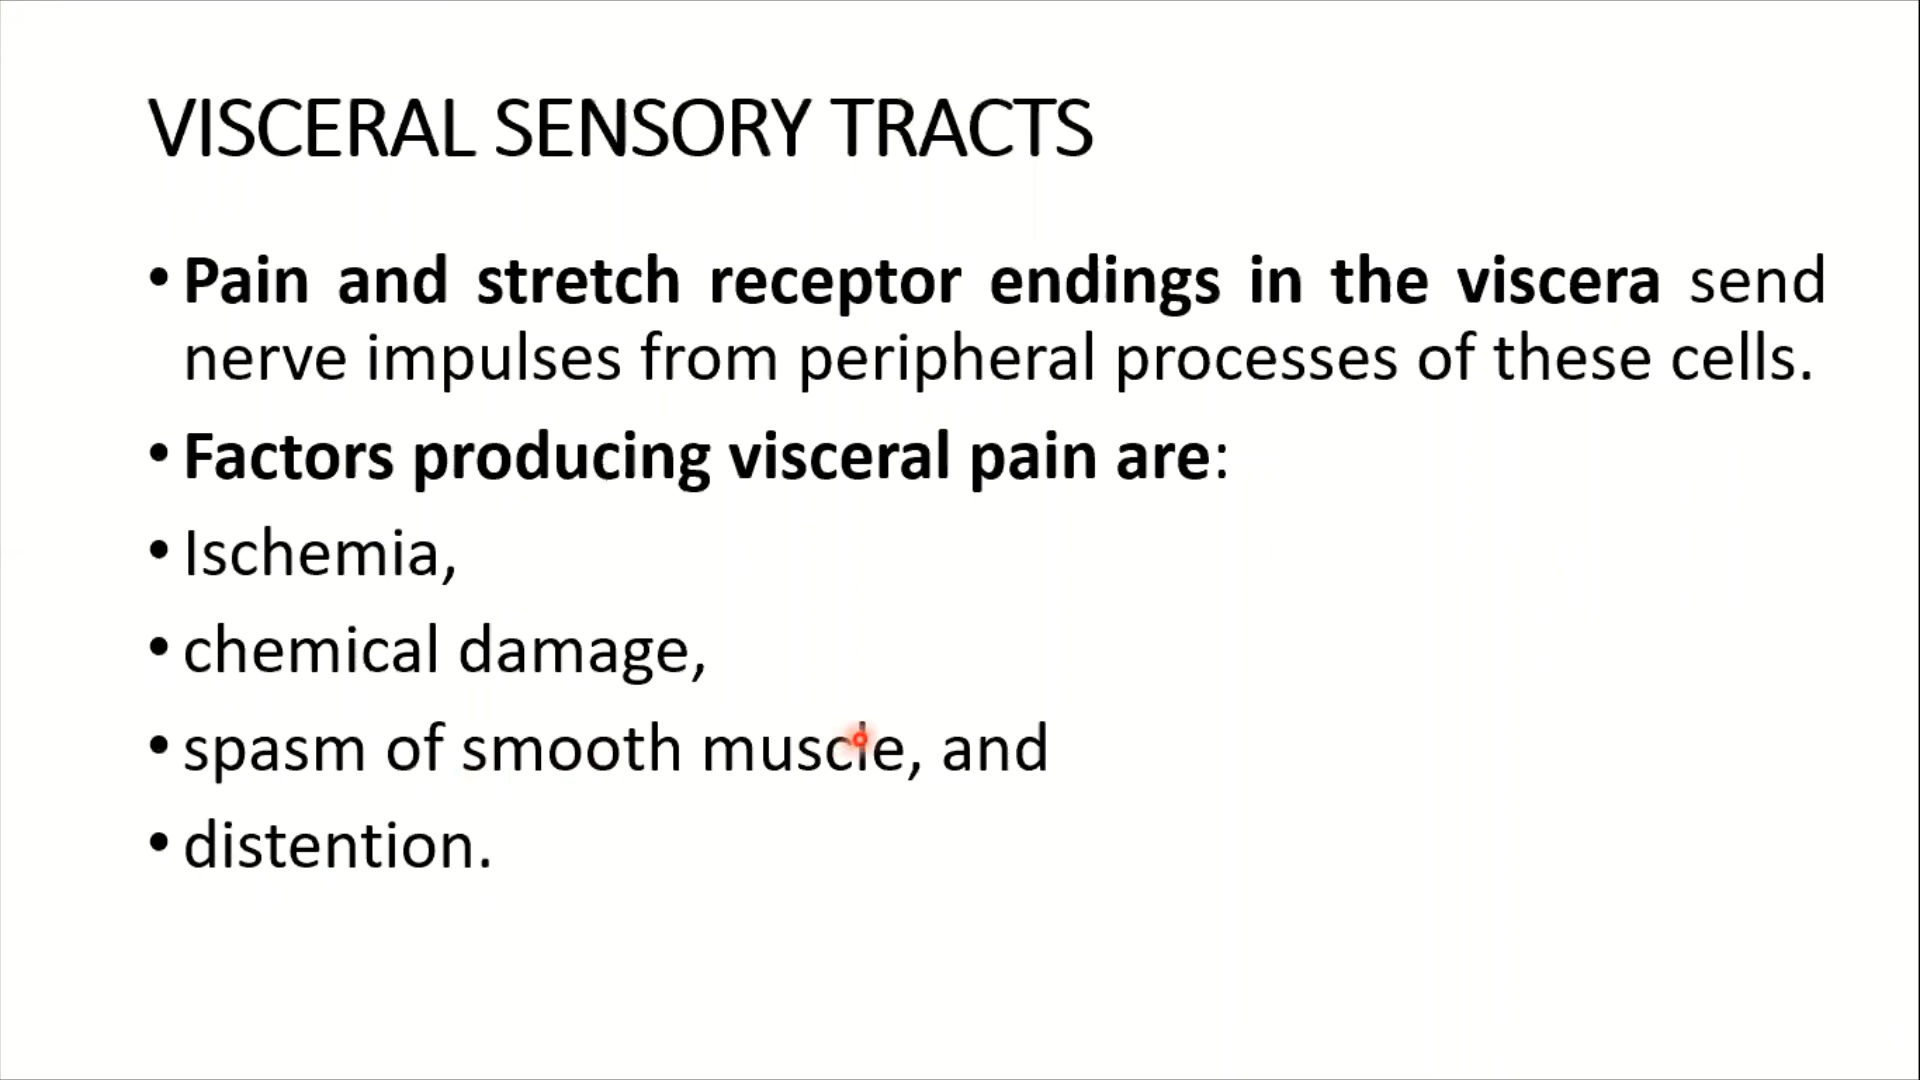 VISCERAL SENSORY TRACTS
• Pain and stretch receptor endings in the viscera send
nerve impulses from peripheral processes of these cells.
• Factors producing visceral pain are:
• Ischemia,
• chemical damage,
• spasm of smooth muscle, and
• distention.